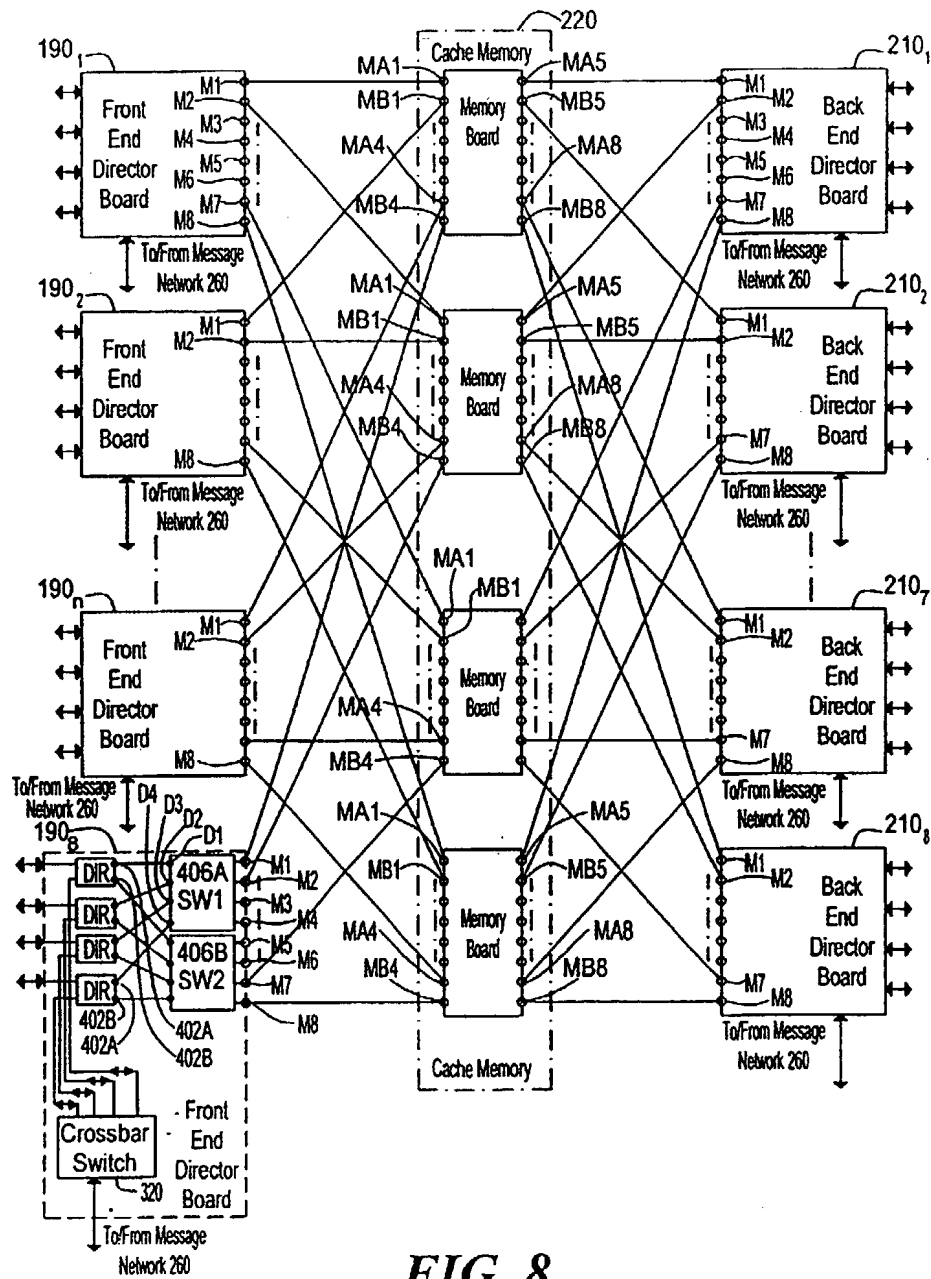 220
190₁
Cache Memory
210₁
Front
End
Director
Board
M1
M2
M3
M4
M5
M6
M7
M8
MA1
MB1
MA4
MB4
Memory
Board
MA5
MB5
MA8
MB8
M1
M2
M3
M4
M5
M6
M7
M8
Back
End
Director
Board
To/From Message
Network 260
To/From Message
Network 260
190₂
210₂
Front
End
Director
Board
M1
M2
M8
MA1
MB1
MA4
MB4
Memory
Board
MA5
MB5
MA8
MB8
M1
M2
M7
M8
Back
End
Director
Board
To/From Message
Network 260
To/From Message
Network 260
190ₙ
210₇
Front
End
Director
Board
M1
M2
M8
MA1
MB1
MA4
MB4
Memory
Board
M1
M2
M7
M8
Back
End
Director
Board
To/From Message
Network 260
To/From Message
Network 260
190₈
210₈
D4
D3
D2
D1
DIR
DIR
DIR
DIR
406A
SW1
406B
SW2
M1
M2
M3
M4
M5
M6
M7
M8
402B
402A
402A
402B
MA1
MB1
MA4
MB4
Memory
Board
MA5
MB5
MA8
MB8
M1
M2
M7
M8
Back
End
Director
Board
To/From Message
Network 260
Cache Memory
Crossbar
Switch
320
Front
End
Director
Board
To/From Message
Network 260
FIG. 8